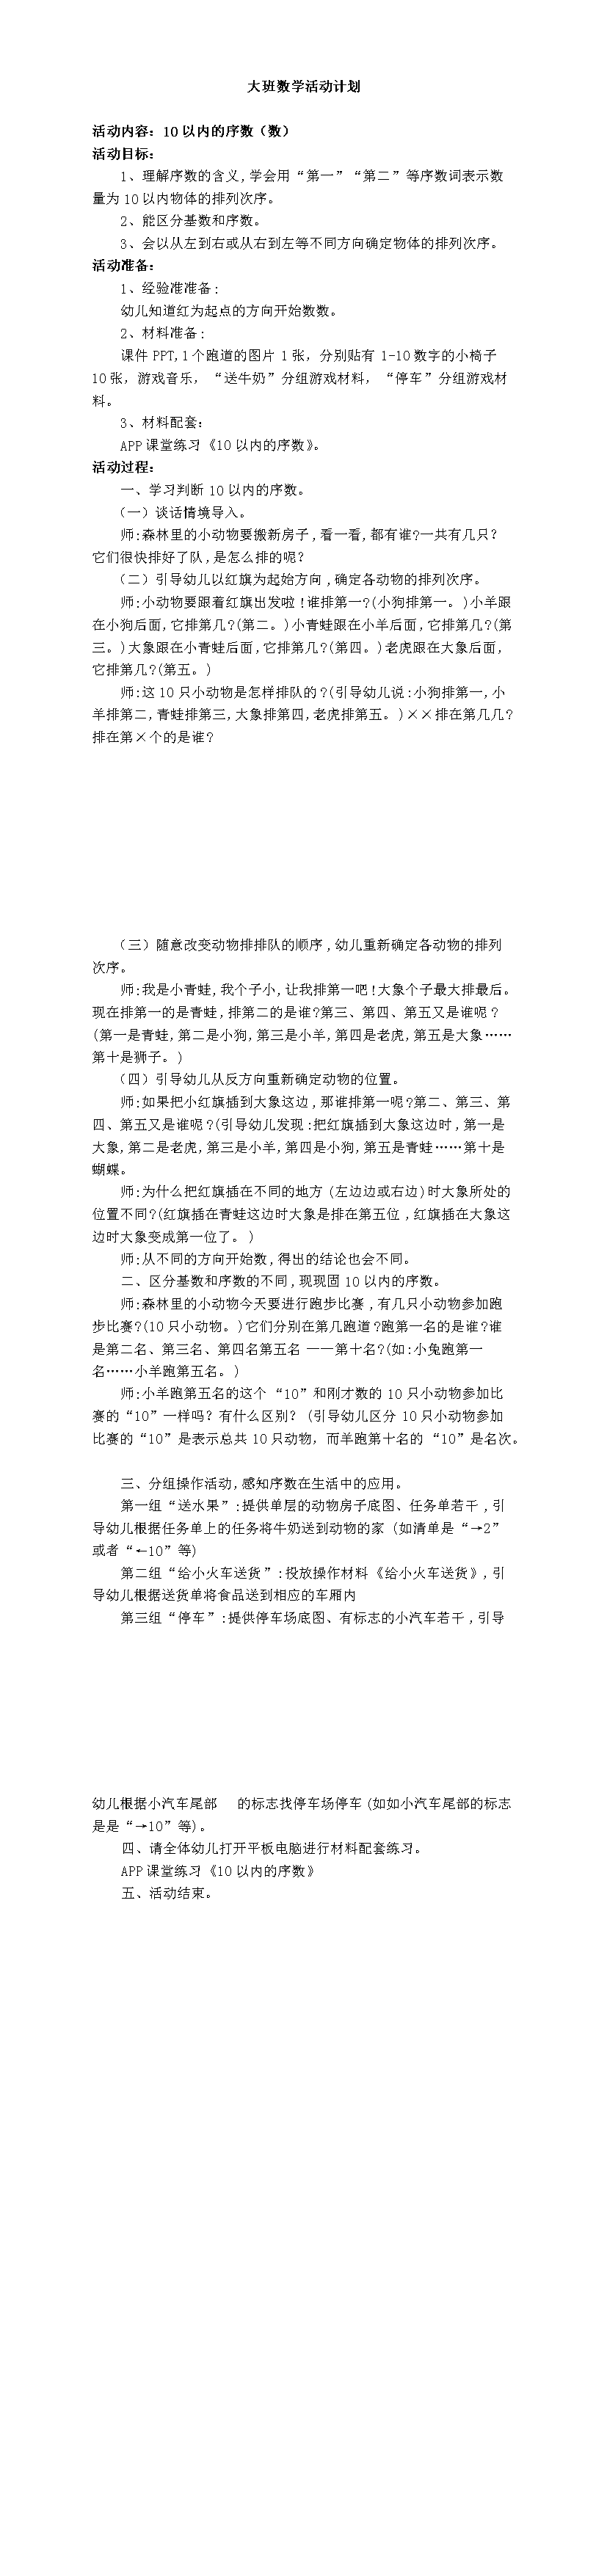 大班数学活动计划
活动内容：10 以内的序数（数）
活动目标：
1、理解序数的含义,学会用“第一”“第二”等序数词表示数
量为 10 以内物体的排列次序。
2、能区分基数和序数。
3、会以从左到右或从右到左等不同方向确定物体的排列次序。
活动准备：
1、经验准准备：
幼儿知道红为起点的方向开始数数。
2、材料准备：
课件 PPT,1 个跑道的图片 1 张，分别贴有 1-10 数字的小椅子
10 张，游戏音乐，“送牛奶”分组游戏材料，“停车”分组游戏材
料。
3、材料配套：
APP 课堂练习《10 以内的序数》。
活动过程：
一、学习判断 10 以内的序数。
（一）谈话情境导入。
师:森林里的小动物要搬新房子,看一看,都有谁?一共有几只?
它们很快排好了队,是怎么排的呢?
（二）引导幼儿以红旗为起始方向,确定各动物的排列次序。
师:小动物要跟着红旗出发啦!谁排第一?(小狗排第一。)小羊跟
在小狗后面,它排第几?(第二。)小青蛙跟在小羊后面,它排第几?(第
三。)大象跟在小青蛙后面,它排第几?(第四。)老虎跟在大象后面,
它排第几?(第五。)
师:这 10 只小动物是怎样排队的?(引导幼儿说:小狗排第一,小
羊排第二,青蛙排第三,大象排第四,老虎排第五。)××排在第几几?
排在第×个的是谁?
（三）随意改变动物排排队的顺序,幼儿重新确定各动物的排列
次序。
师:我是小青蛙,我个子小,让我排第一吧!大象个子最大排最后。
现在排第一的是青蛙,排第二的是谁?第三、第四、第五又是谁呢?
(第一是青蛙,第二是小狗,第三是小羊,第四是老虎,第五是大象……
第十是狮子。)
（四）引导幼儿从反方向重新确定动物的位置。
师:如果把小红旗插到大象这边,那谁排第一呢?第二、第三、第
四、第五又是谁呢?(引导幼儿发现:把红旗插到大象这边时,第一是
大象,第二是老虎,第三是小羊,第四是小狗,第五是青蛙……第十是
蝴蝶。
师:为什么把红旗插在不同的地方(左边边或右边)时大象所处的
位置不同?(红旗插在青蛙这边时大象是排在第五位,红旗插在大象这
边时大象变成第一位了。)
师:从不同的方向开始数,得出的结论也会不同。
二、区分基数和序数的不同,现现固 10 以内的序数。
师:森林里的小动物今天要进行跑步比赛,有几只小动物参加跑
步比赛?(10 只小动物。)它们分别在第几跑道?跑第一名的是谁?谁
是第二名、第三名、第四名第五名 ——第十名?(如:小兔跑第一
名……小羊跑第五名。)
师:小羊跑第五名的这个“10”和刚才数的 10 只小动物参加比
赛的“10”一样吗？有什么区别？(引导幼儿区分 10 只小动物参加
比赛的“10”是表示总共 10 只动物，而羊跑第十名的“10”是名次。
三、分组操作活动,感知序数在生活中的应用。
第一组“送水果”:提供单层的动物房子底图、任务单若干,引
导幼儿根据任务单上的任务将牛奶送到动物的家 (如清单是“→2”
或者“←10”等)
第二组“给小火车送货”:投放操作材料《给小火车送货》,引
导幼儿根据送货单将食品送到相应的车厢内
第三组“停车”:提供停车场底图、有标志的小汽车若干,引导
幼儿根据小汽车尾部 的标志找停车场停车(如如小汽车尾部的标志
是是“→10”等)。
四、请全体幼儿打开平板电脑进行材料配套练习。
APP 课堂练习《10 以内的序数》
五、活动结束。